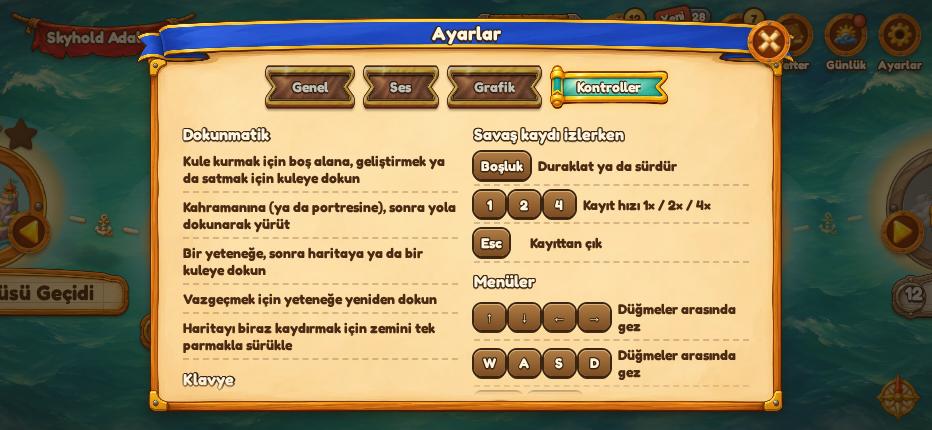 Skyhold Ada
Yeni 28
12
7
Ayarlar
Günlük
Ayarlar
Genel
Ses
Grafik
Kontroller
Dokunmatik
Kule kurmak için boş alana, geliştirmek ya
da satmak için kuleye dokun
Kahramanına (ya da portresine), sonra yola
dokunarak yürüt
Bir yeteneğe, sonra haritaya ya da bir
kuleye dokun
Vazgeçmek için yeteneğe yeniden dokun
Haritayı biraz kaydırmak için zemini tek
parmakla sürükle
Klavye
Savaş kaydı izlerken
Boşluk Duraklat ya da sürdür
1 2 4 Kayıt hızı 1x / 2x / 4x
Esc Kayıttan çık
Menüler
↑ ↓ ← → Düğmeler arasında
gez
W A S D Düğmeler arasında
gez
üsü Geçidi
12